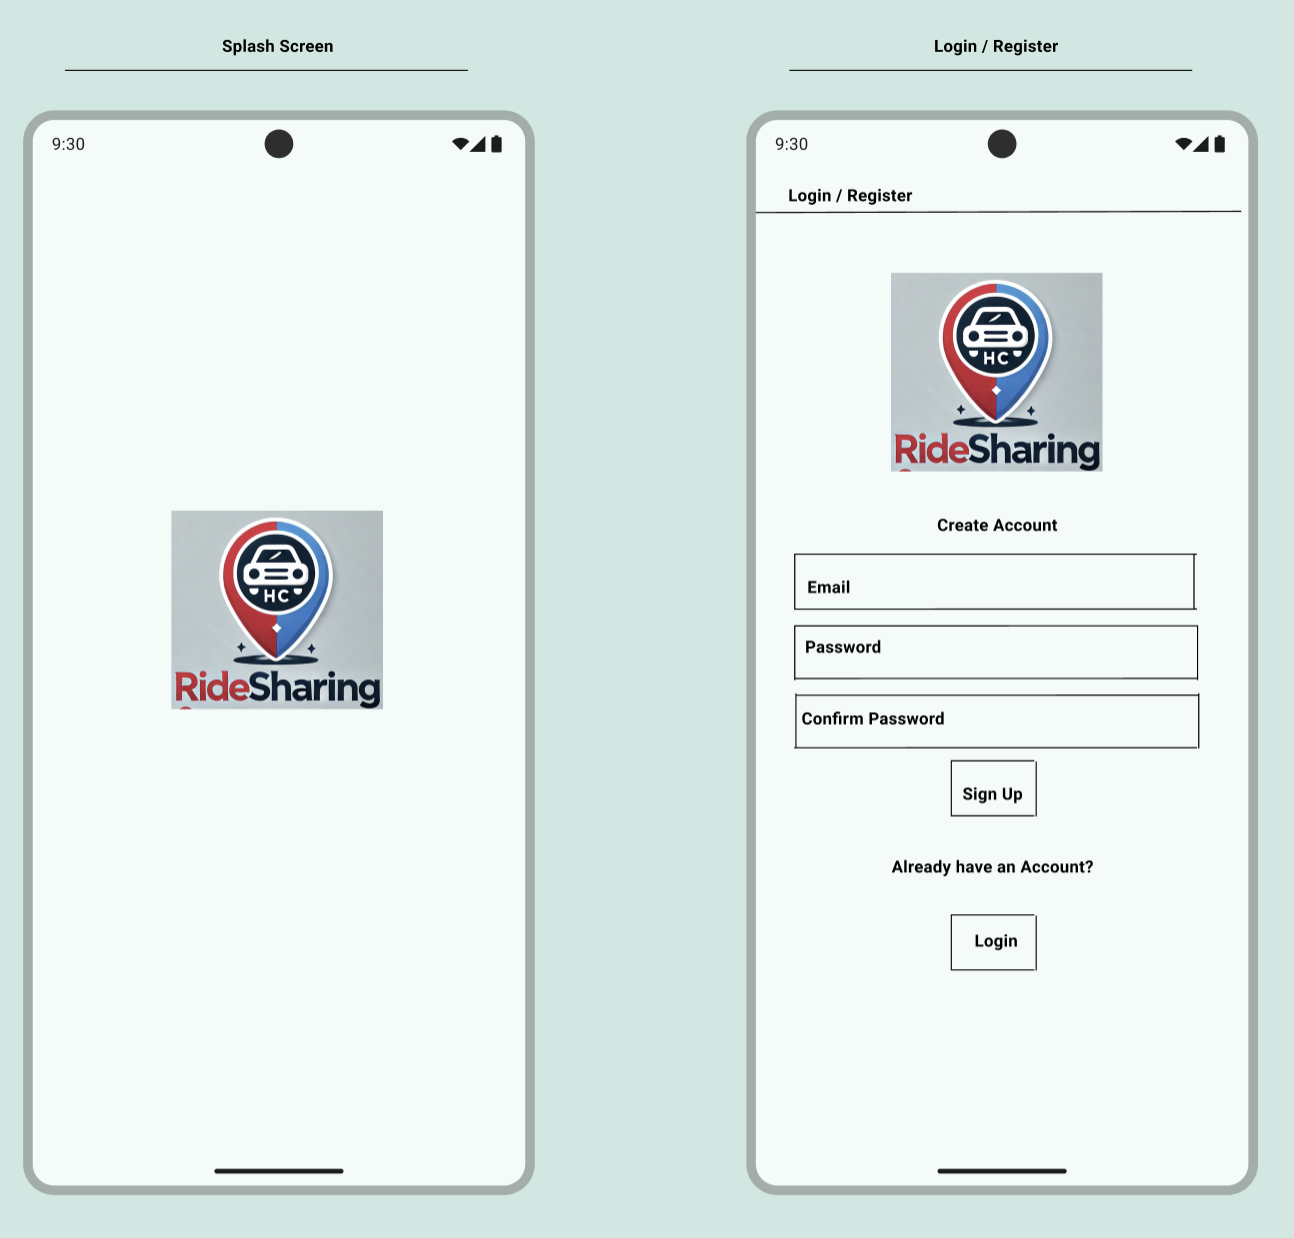 Splash Screen
9:30
HC
RideSharing
Login / Register
9:30
Login / Register
HC
RideSharing
Create Account
Email
Password
Confirm Password
Sign Up
Already have an Account?
Login